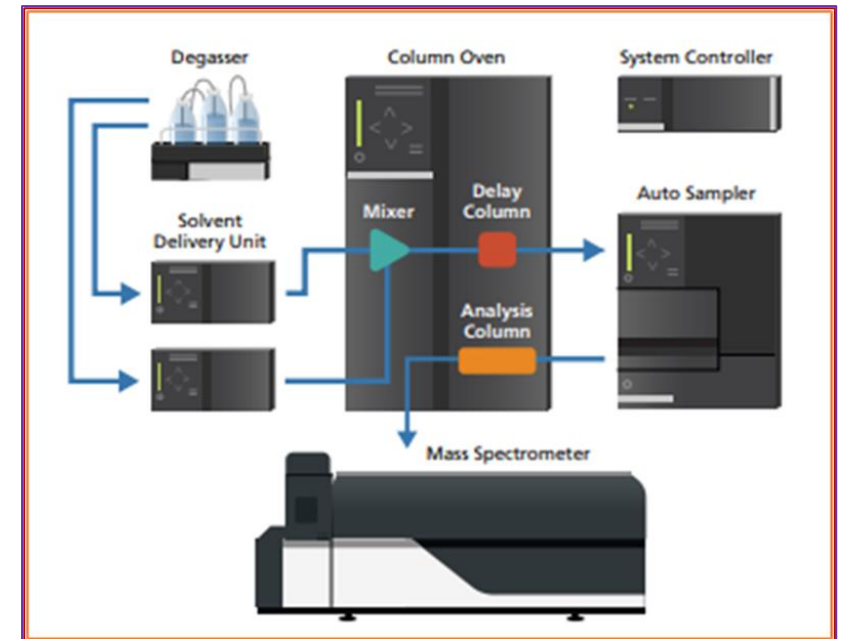 Degasser
Column Oven
System Controller
Solvent
Delivery Unit
Mixer
Delay
Column
Auto Sampler
Analysis
Column
Mass Spectrometer